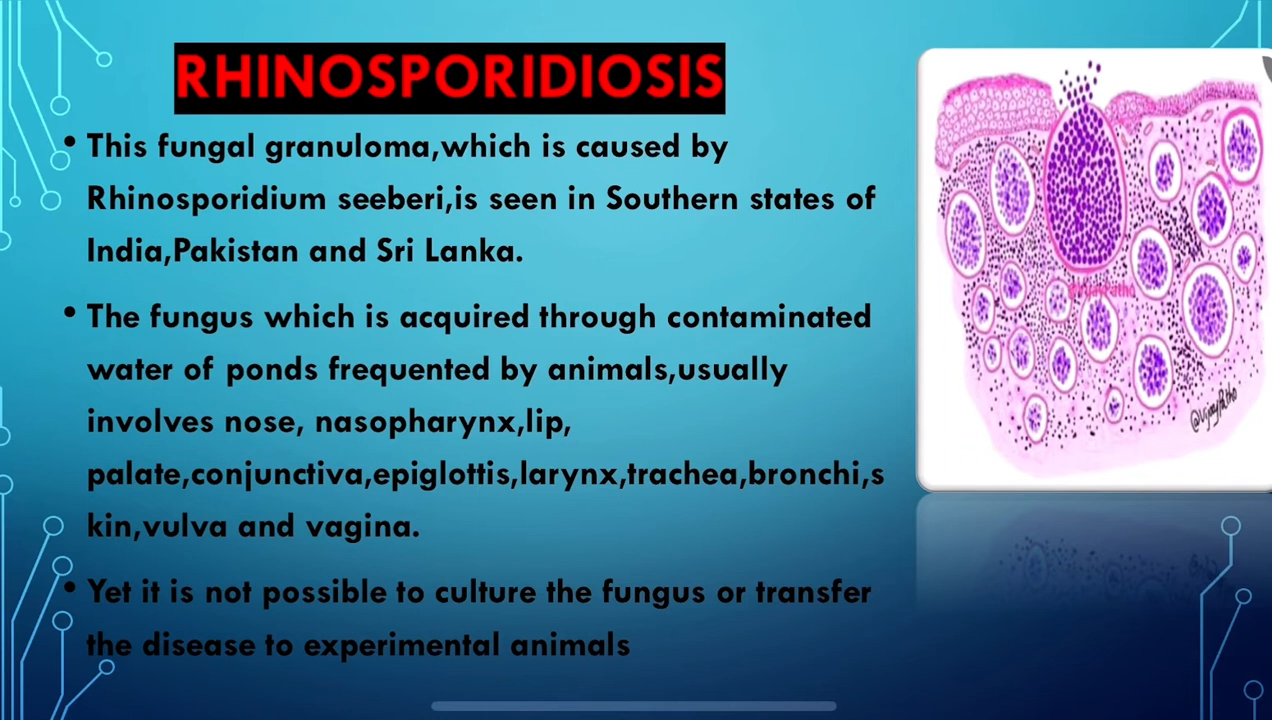 RHINOSPORIDIOSIS
• This fungal granuloma,which is caused by
Rhinosporidium seeberi,is seen in Southern states of
India,Pakistan and Sri Lanka.
• The fungus which is acquired through contaminated
water of ponds frequented by animals,usually
involves nose, nasopharynx,lip,
palate,conjunctiva,epiglottis,larynx,trachea,bronchi,s
kin,vulva and vagina.
• Yet it is not possible to culture the fungus or transfer
the disease to experimental animals
@VijayPatho
@VijayPatho